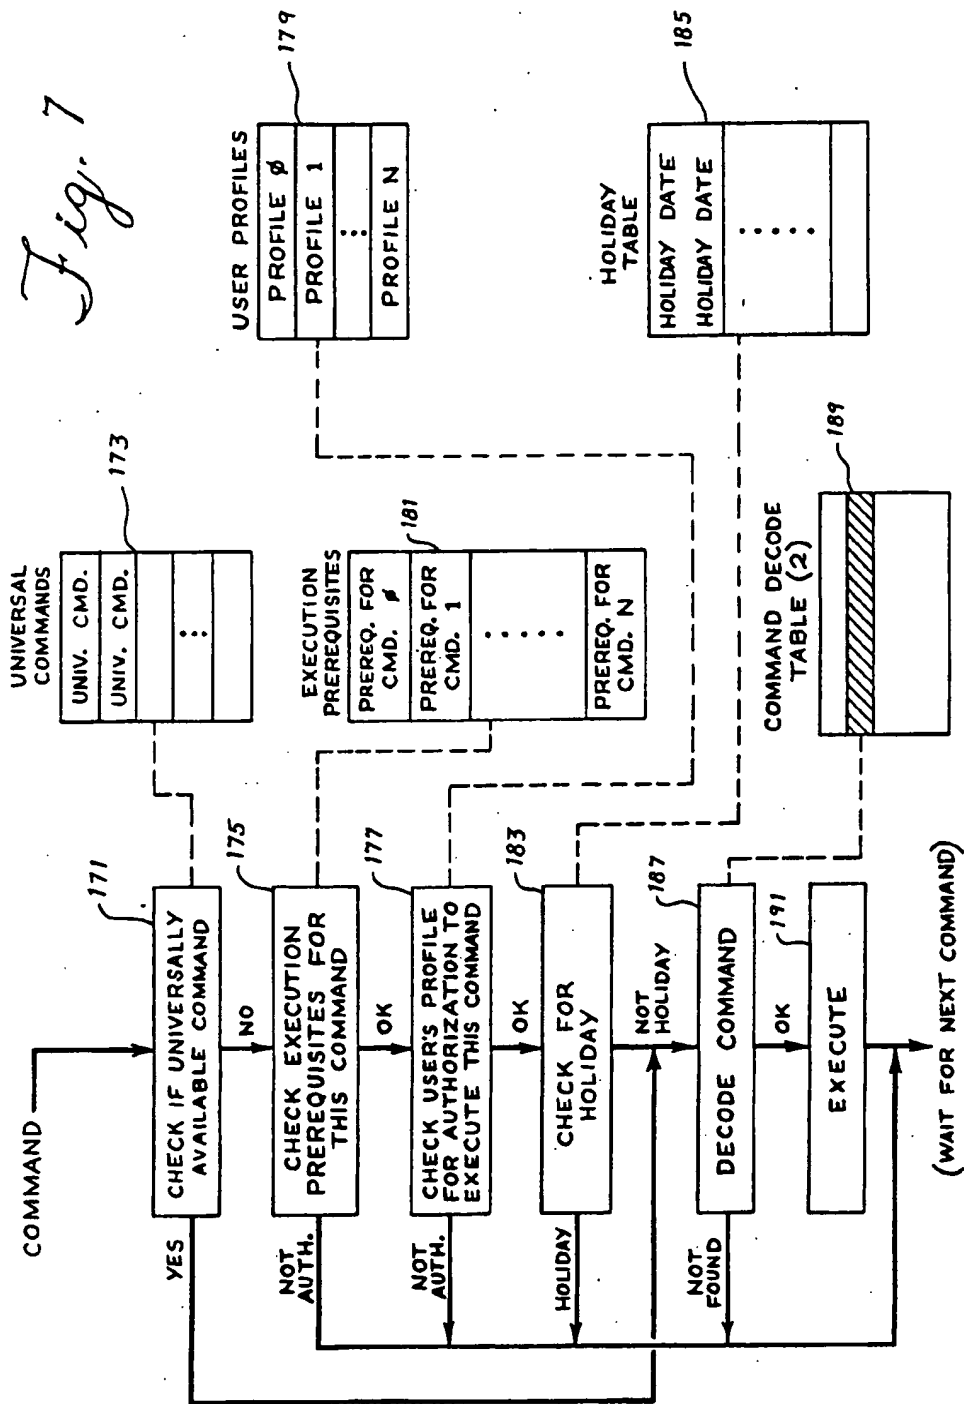 Fig. 7
COMMAND
171
CHECK IF UNIVERSALLY
AVAILABLE COMMAND
YES
NO
UNIVERSAL
COMMANDS
UNIV. CMD.
UNIV. CMD.
173
175
CHECK EXECUTION
PREREQUISITES FOR
THIS COMMAND
NOT
AUTH.
OK
EXECUTION
PREREQUISITES
PREREQ. FOR
CMD. ø
PREREQ. FOR
CMD. 1
PREREQ. FOR
CMD. N
181
177
CHECK USER'S PROFILE
FOR AUTHORIZATION TO
EXECUTE THIS COMMAND
NOT
AUTH.
OK
USER PROFILES
PROFILE ø
PROFILE 1
PROFILE N
179
183
CHECK FOR
HOLIDAY
HOLIDAY
NOT
HOLIDAY
HOLIDAY
TABLE
HOLIDAY DATE
HOLIDAY DATE
185
187
DECODE COMMAND
NOT
FOUND
OK
COMMAND DECODE
TABLE (2)
189
191
EXECUTE
(WAIT FOR NEXT COMMAND)